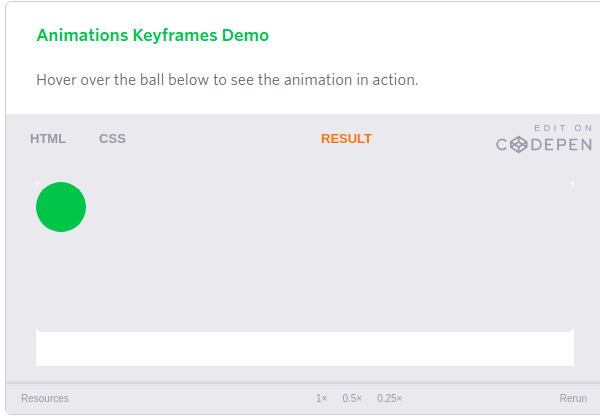 Animations Keyframes Demo
Hover over the ball below to see the animation in action.
HTML CSS RESULT EDIT ON
CODEPEN
Resources 1× 0.5× 0.25× Rerun